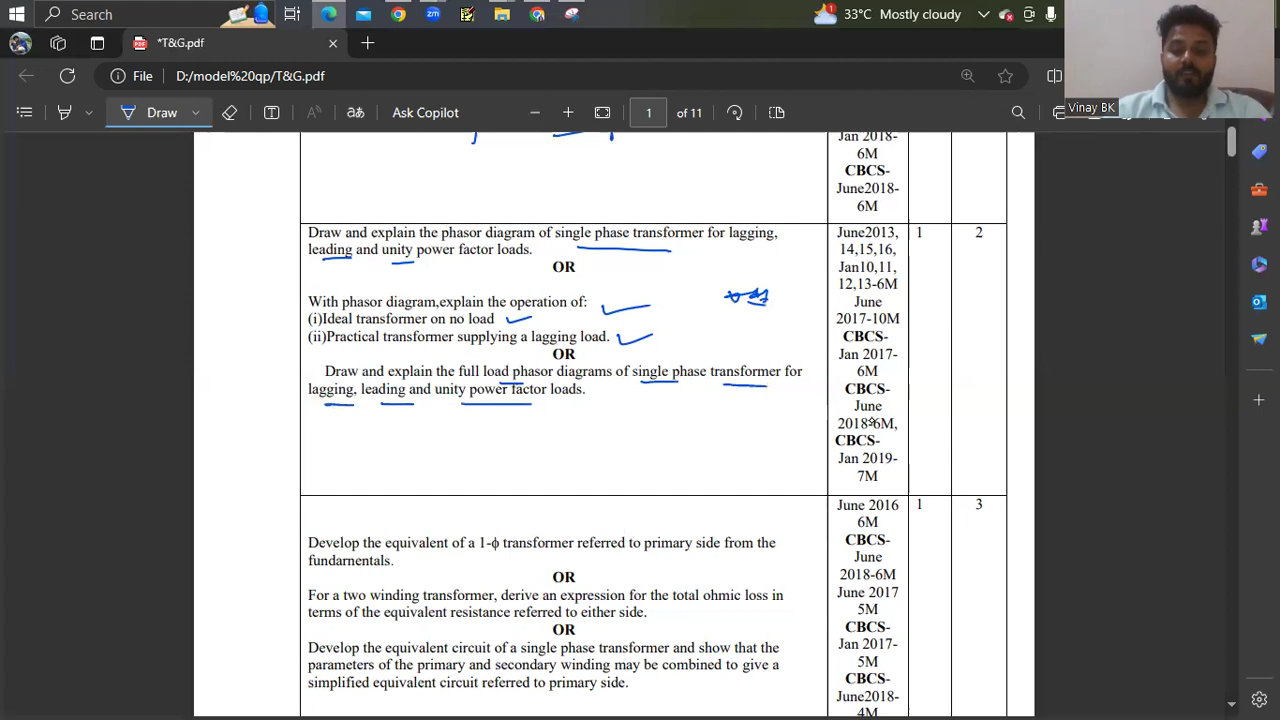 Search
33°C Mostly cloudy
*T&G.pdf
File
D:/model%20qp/T&G.pdf
Vinay BK
Draw
Ask Copilot
1 of 11
Jan 2018-
6M
CBCS-
June2018-
6M
Draw and explain the phasor diagram of single phase transformer for lagging,
leading and unity power factor loads.
OR
With phasor diagram,explain the operation of:
(i)Ideal transformer on no load
(ii)Practical transformer supplying a lagging load.
OR
Draw and explain the full load phasor diagrams of single phase transformer for
lagging, leading and unity power factor loads.
June2013,
14,15,16,
Jan10,11,
12,13-6M
June
2017-10M
CBCS-
Jan 2017-
6M
CBCS-
June
2018-6M,
CBCS-
Jan 2019-
7M
1
2
Develop the equivalent of a 1-ϕ transformer referred to primary side from the
fundarnentals.
OR
For a two winding transformer, derive an expression for the total ohmic loss in
terms of the equivalent resistance referred to either side.
OR
Develop the equivalent circuit of a single phase transformer and show that the
parameters of the primary and secondary winding may be combined to give a
simplified equivalent circuit referred to primary side.
June 2016
6M
CBCS-
June
2018-6M
June 2017
5M
CBCS-
Jan 2017-
5M
CBCS-
June2018-
4M
1
3